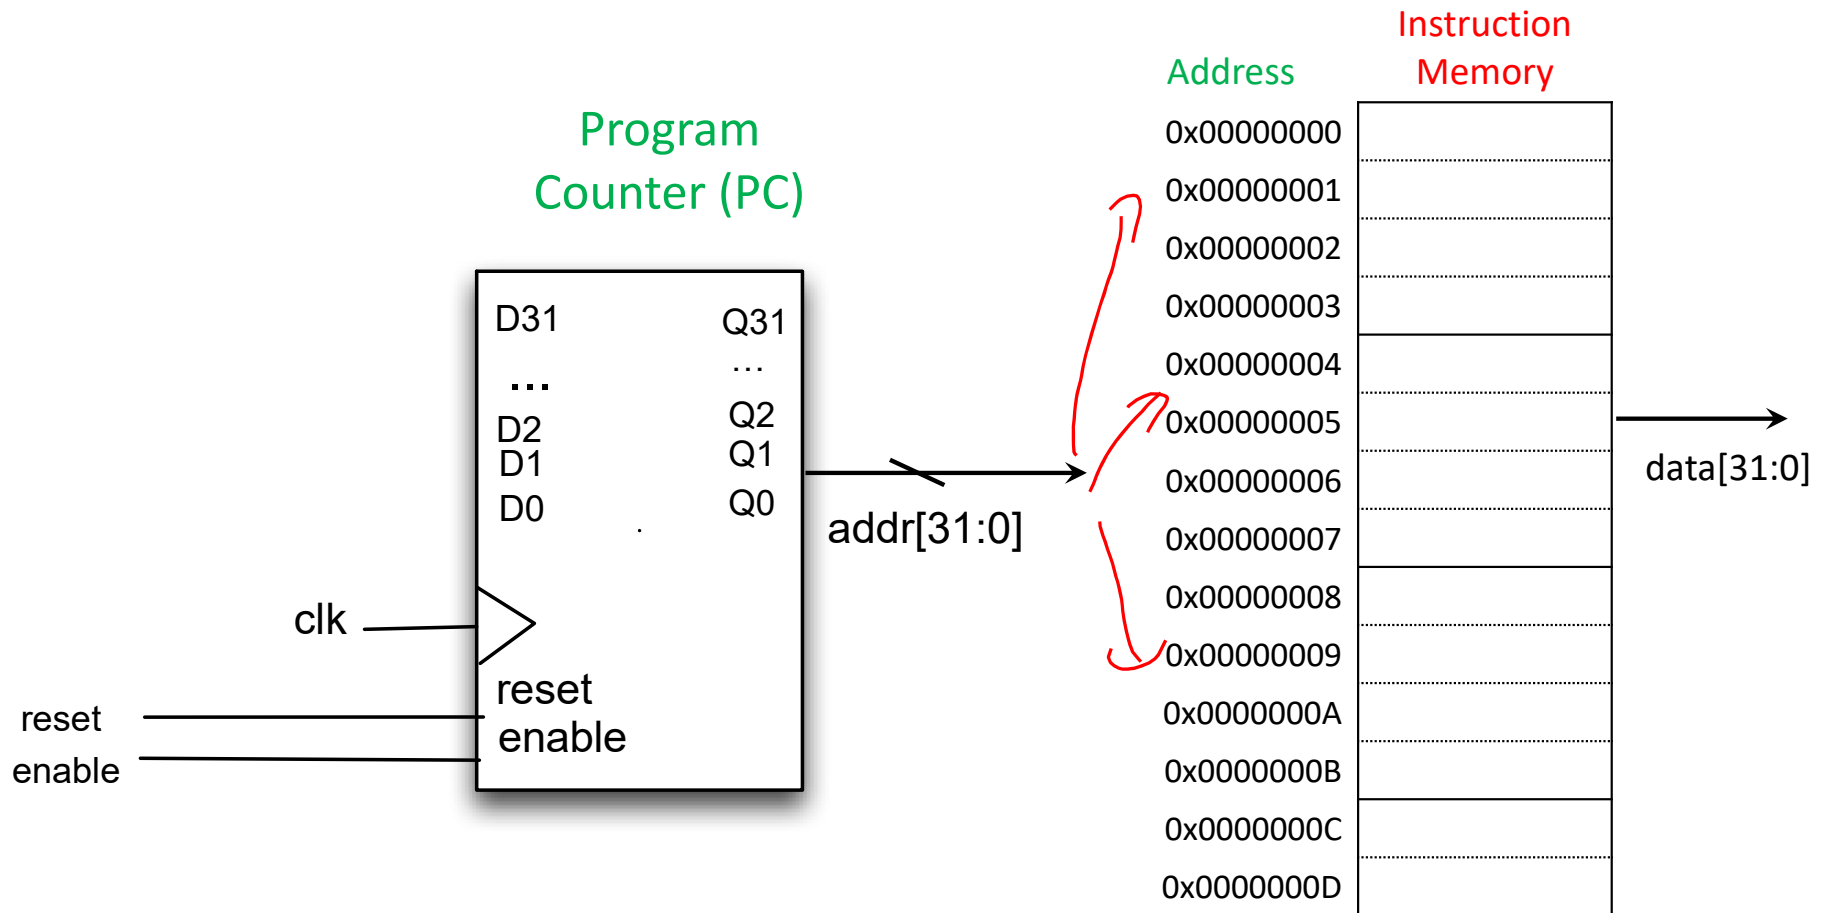 Instruction
Memory
Address
Program
Counter (PC)
0x00000000
0x00000001
0x00000002
0x00000003
0x00000004
0x00000005
0x00000006
0x00000007
0x00000008
0x00000009
0x0000000A
0x0000000B
0x0000000C
0x0000000D
D31
...
D2
D1
D0
Q31
...
Q2
Q1
Q0
addr[31:0]
data[31:0]
clk
reset
enable
reset
enable